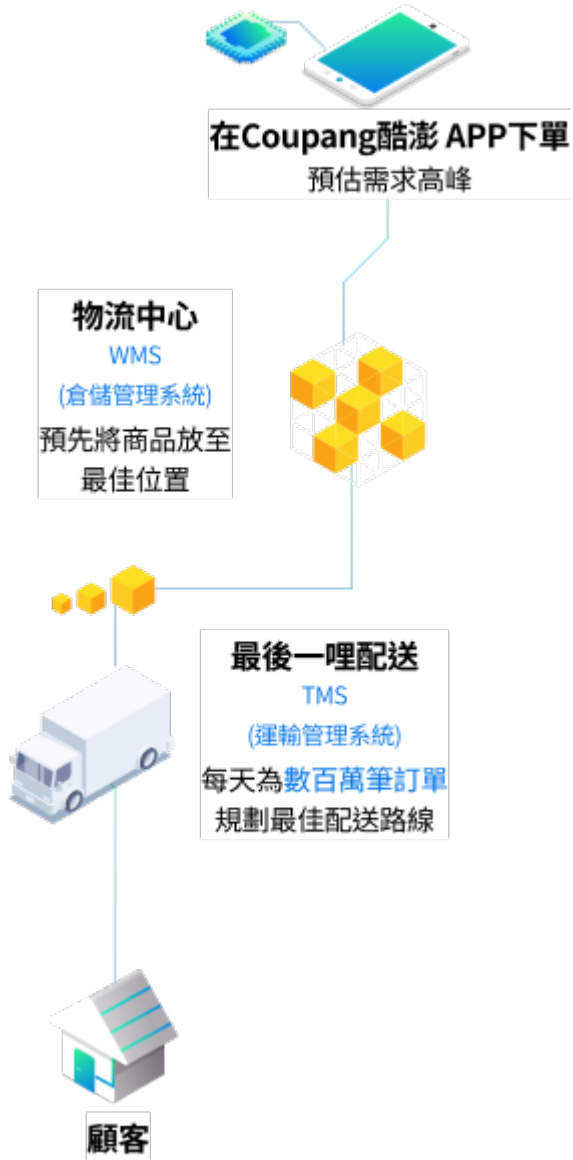 在Coupang酷澎 APP下單
預估需求高峰
物流中心
WMS
(倉儲管理系統)
預先將商品放至
最佳位置
最後一哩配送
TMS
(運輸管理系統)
每天為數百萬筆訂單
規劃最佳配送路線
顧客